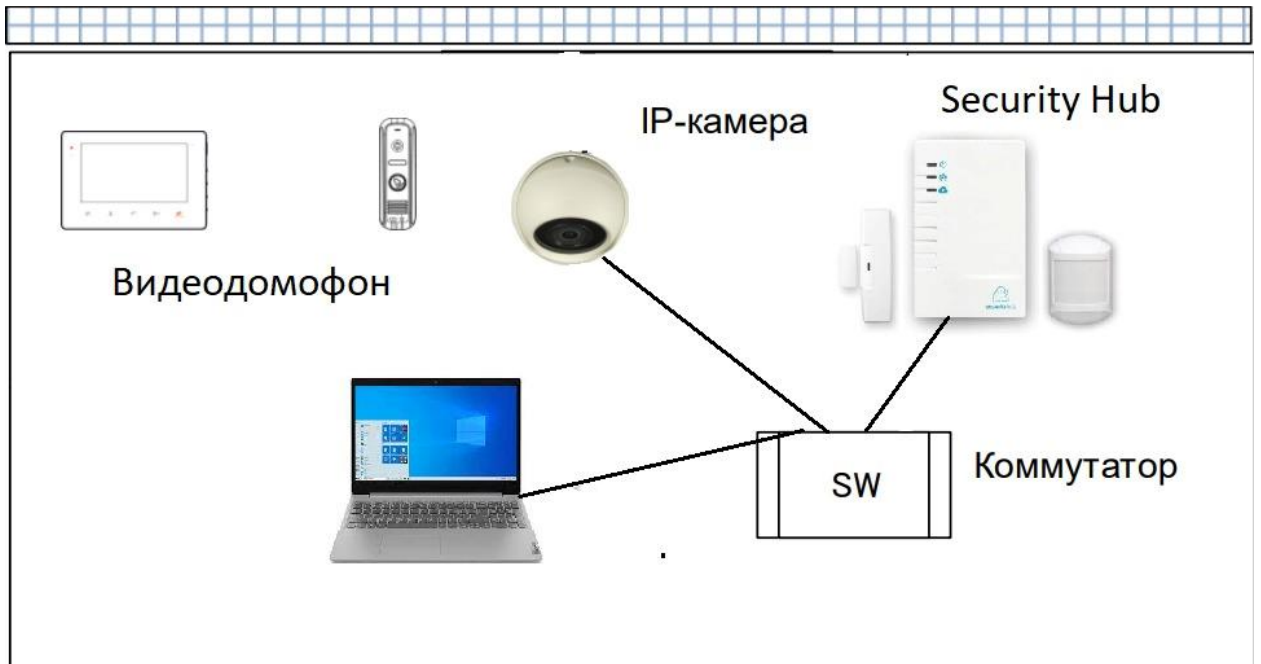 Security Hub
IP-камера
Видеодомофон
SW
Коммутатор